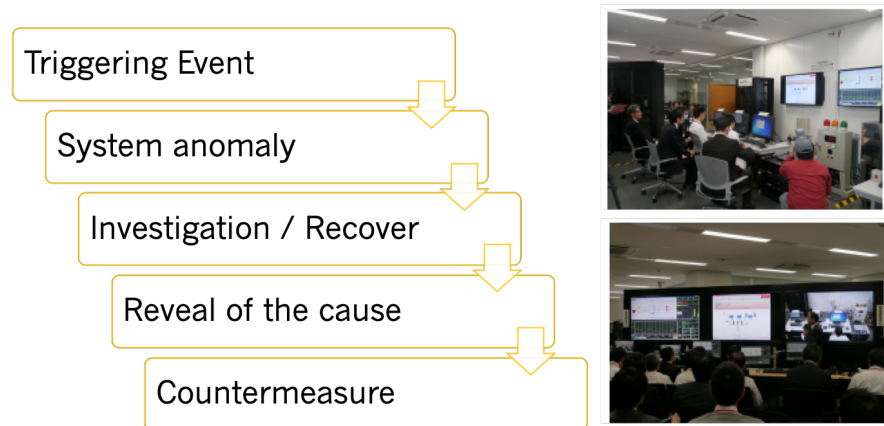 Triggering Event
System anomaly
Investigation / Recover
Reveal of the cause
Countermeasure